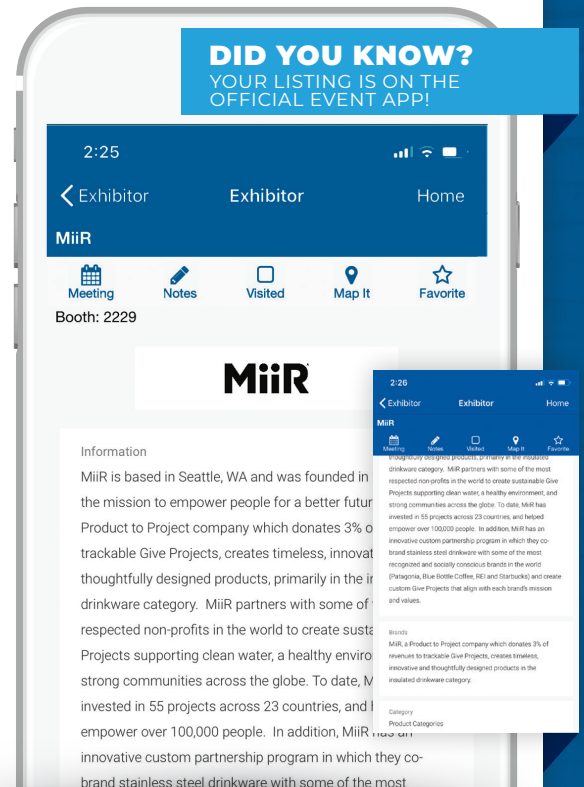 DID YOU KNOW?
YOUR LISTING IS ON THE
OFFICIAL EVENT APP!
2:25
Exhibitor
Exhibitor
Home
MiiR
Meeting
Notes
Visited
Map It
Favorite
Booth: 2229
MiiR
Information
MiiR is based in Seattle, WA and was founded in
the mission to empower people for a better futur
Product to Project company which donates 3% o
trackable Give Projects, creates timeless, innovat
thoughtfully designed products, primarily in the
drinkware category. MiiR partners with some of
respected non-profits in the world to create susta
Projects supporting clean water, a healthy enviro
strong communities across the globe. To date, M
invested in 55 projects across 23 countries, and
empower over 100,000 people. In addition, MiiR has an
innovative custom partnership program in which they co-
brand stainless steel drinkware with some of the most
2:26
Exhibitor
Exhibitor
Home
MiiR
Meeting
Notes
Visited
Map It
Favorite
thoughtfully designed products, primarily in the insulated
drinkware category. MiiR partners with some of the most
respected non-profits in the world to create sustainable Give
Projects supporting clean water, a healthy environment, and
strong communities across the globe. To date, MiiR has
invested in 55 projects across 23 countries, and helped
empower over 100,000 people. In addition, MiiR has an
innovative custom partnership program in which they co-
brand stainless steel drinkware with some of the most
recognized and socially conscious brands in the world
(Patagonia, Blue Bottle Coffee, REI and Starbucks) and create
custom Give Projects that align with each brand's mission
and values.
Brands
MiiR, a Product to Project company which donates 3% of
revenues to trackable Give Projects, creates timeless,
innovative and thoughtfully designed products in the
insulated drinkware category.
Category
Product Categories